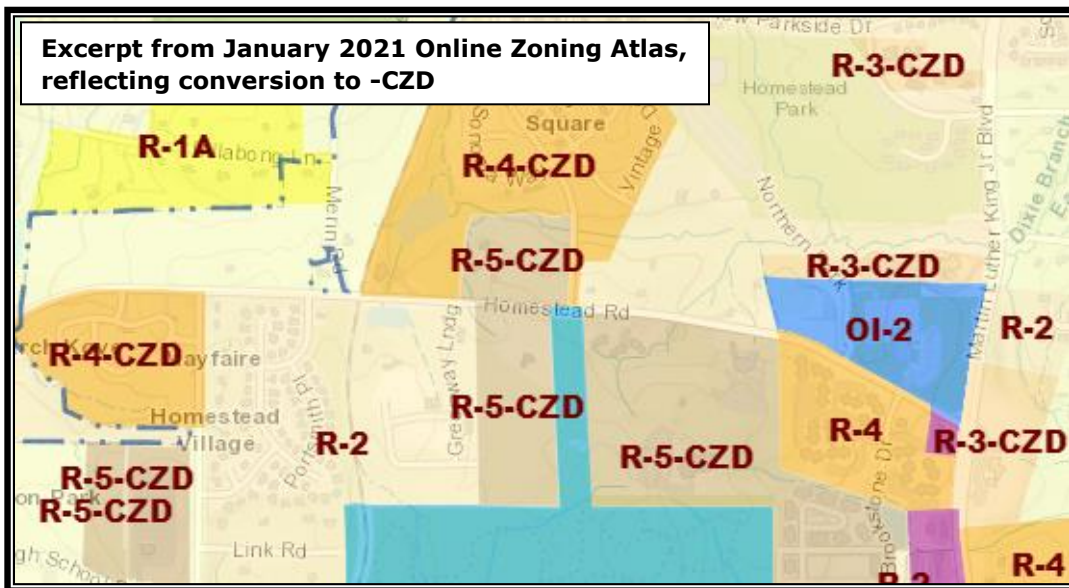 Excerpt from January 2021 Online Zoning Atlas,
reflecting conversion to -CZD
Parkside Dr
R-3-CZD
Homestead
Park
R-1A
Ln
Square
R-4-CZD
Vintage
Merin Rd
Northern
Martin Luther King Jr Blvd
Dixie Branch
R-5-CZD
R-3-CZD
Homestead Rd
OI-2
R-2
R-4-CZD
Homestead
Village
R-2
Greenway Lndg
R-5-CZD
R-4
R-3-CZD
R-5-CZD
R-5-CZD
R-5-CZD
Link Rd
Brookstone Dr
R-4